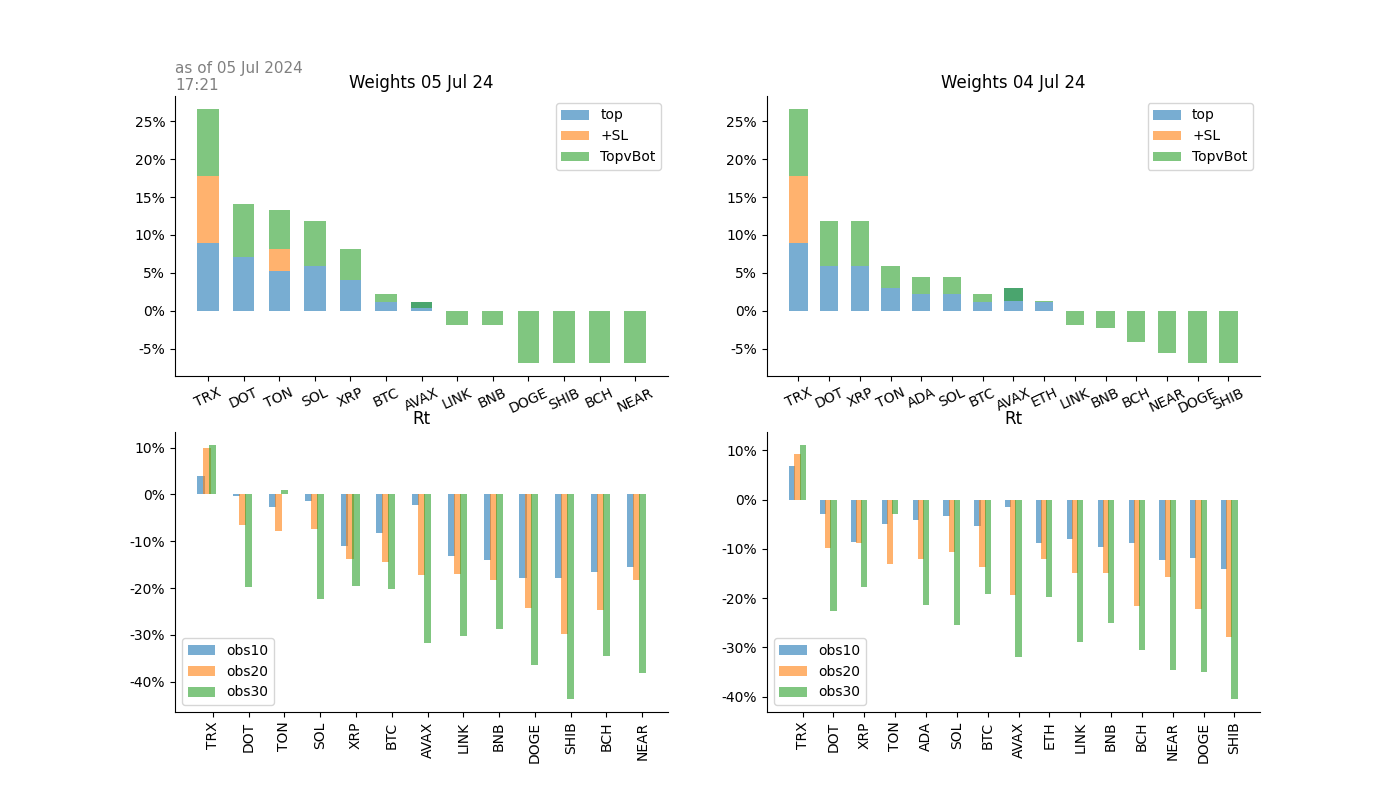 as of 05 Jul 2024
17:21
Weights 05 Jul 24
25%
20%
15%
10%
5%
0%
-5%
top
+SL
TopvBot
TRX DOT TON SOL XRP BTC AVAX LINK BNB DOGE SHIB BCH NEAR
Weights 04 Jul 24
25%
20%
15%
10%
5%
0%
-5%
top
+SL
TopvBot
TRX DOT XRP TON ADA SOL BTC AVAX ETH LINK BNB BCH NEAR DOGE SHIB
Rt
10%
0%
-10%
-20%
-30%
-40%
obs10
obs20
obs30
TRX DOT TON SOL XRP BTC AVAX LINK BNB DOGE SHIB BCH NEAR
Rt
10%
0%
-10%
-20%
-30%
-40%
obs10
obs20
obs30
TRX DOT XRP TON ADA SOL BTC AVAX ETH LINK BNB BCH NEAR DOGE SHIB